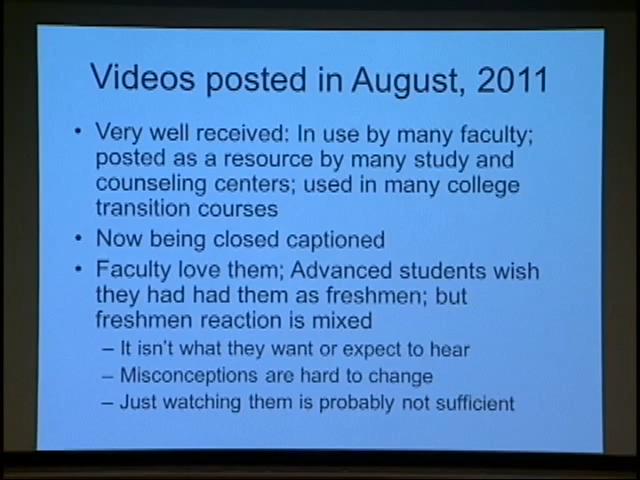 Videos posted in August, 2011
• Very well received: In use by many faculty;
posted as a resource by many study and
counseling centers; used in many college
transition courses
• Now being closed captioned
• Faculty love them; Advanced students wish
they had had them as freshmen; but
freshmen reaction is mixed
– It isn't what they want or expect to hear
– Misconceptions are hard to change
– Just watching them is probably not sufficient